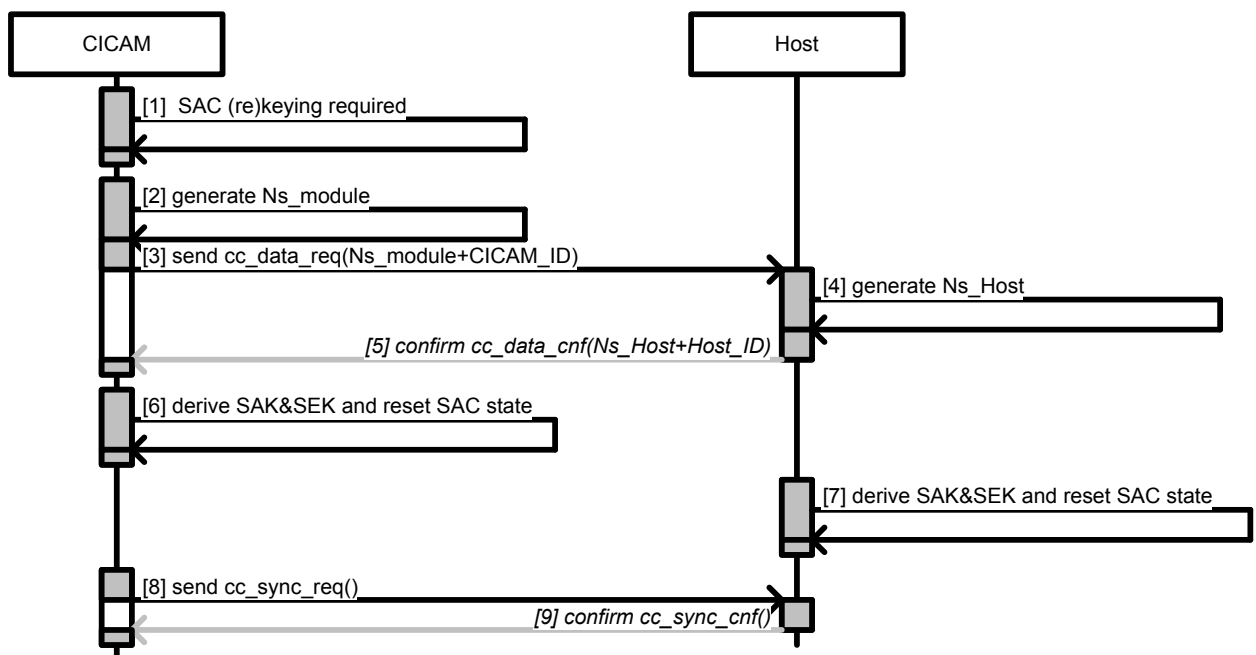 CICAM
Host
[1]  SAC (re)keying required
[2] generate Ns_module
[3] send cc_data_req(Ns_module+CICAM_ID)
[4] generate Ns_Host
[5] confirm cc_data_cnf(Ns_Host+Host_ID)
[6] derive SAK&SEK and reset SAC state
[7] derive SAK&SEK and reset SAC state
[8] send cc_sync_req()
[9] confirm cc_sync_cnf()